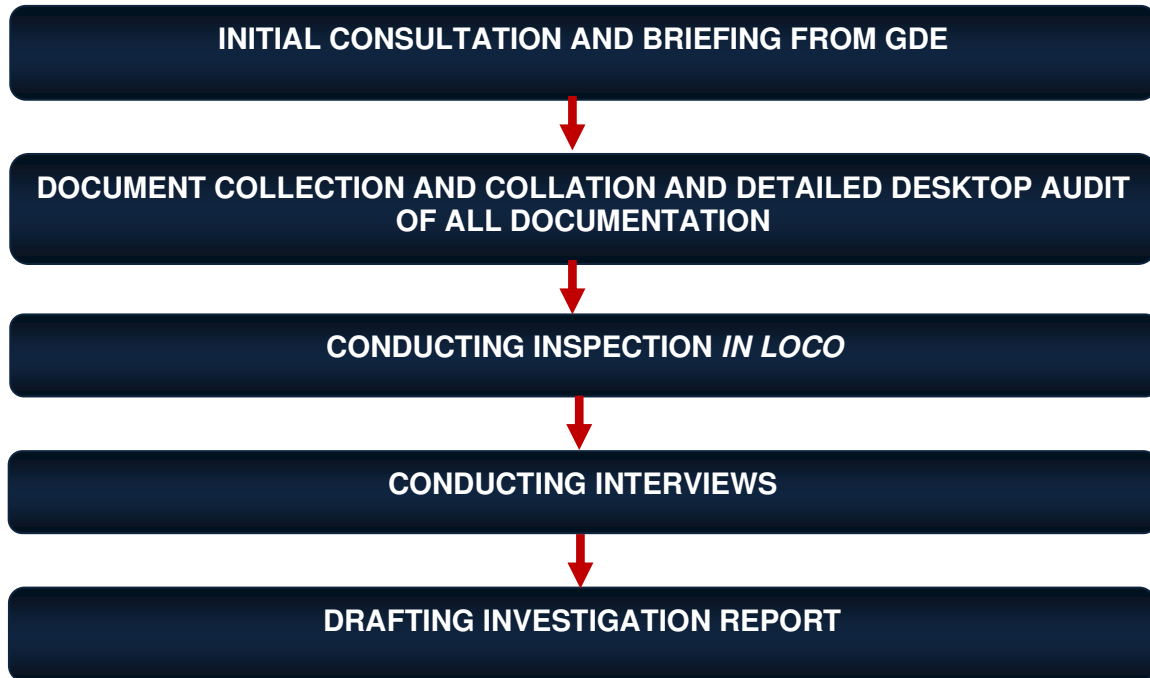 INITIAL CONSULTATION AND BRIEFING FROM GDE
DOCUMENT COLLECTION AND COLLATION AND DETAILED DESKTOP AUDIT
OF ALL DOCUMENTATION
CONDUCTING INSPECTION IN LOCO
CONDUCTING INTERVIEWS
DRAFTING INVESTIGATION REPORT